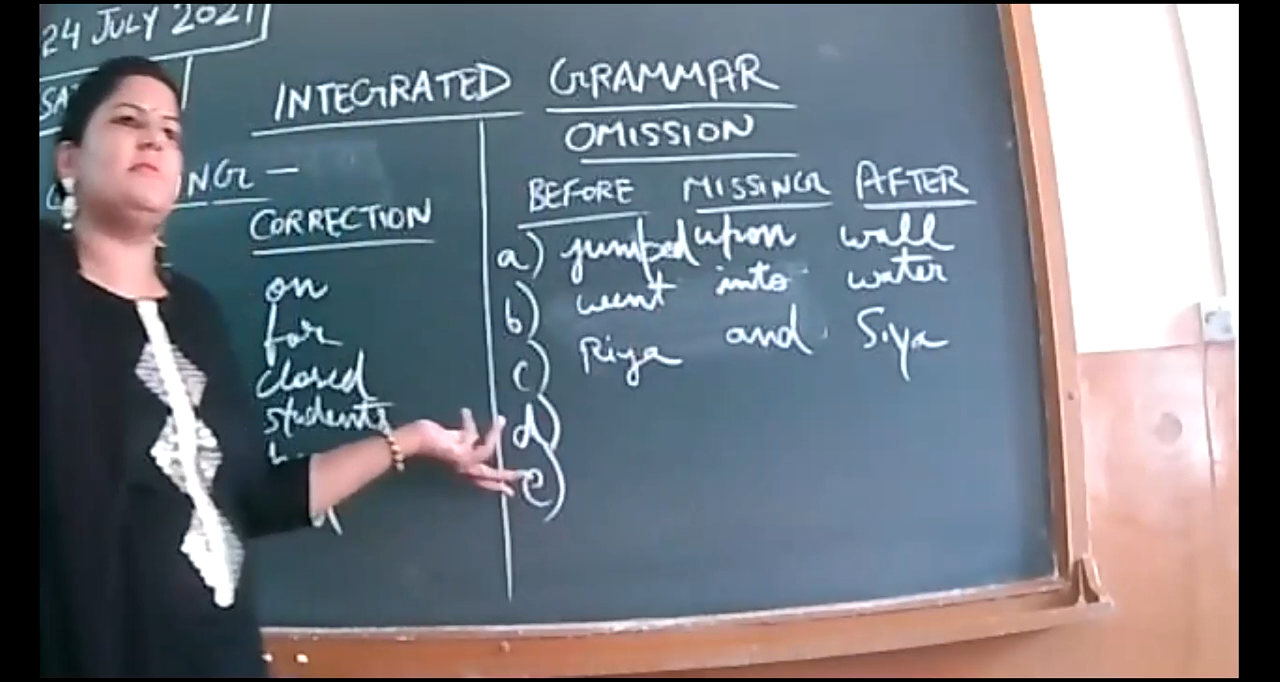 24 JULY 2021
INTEGRATED GRAMMAR
OMISSION
CORRECTION
on
for
closed
students
BEFORE MISSING AFTER
a) jumped upon wall
b) went into water
c) Riya and Siya
d)
e)